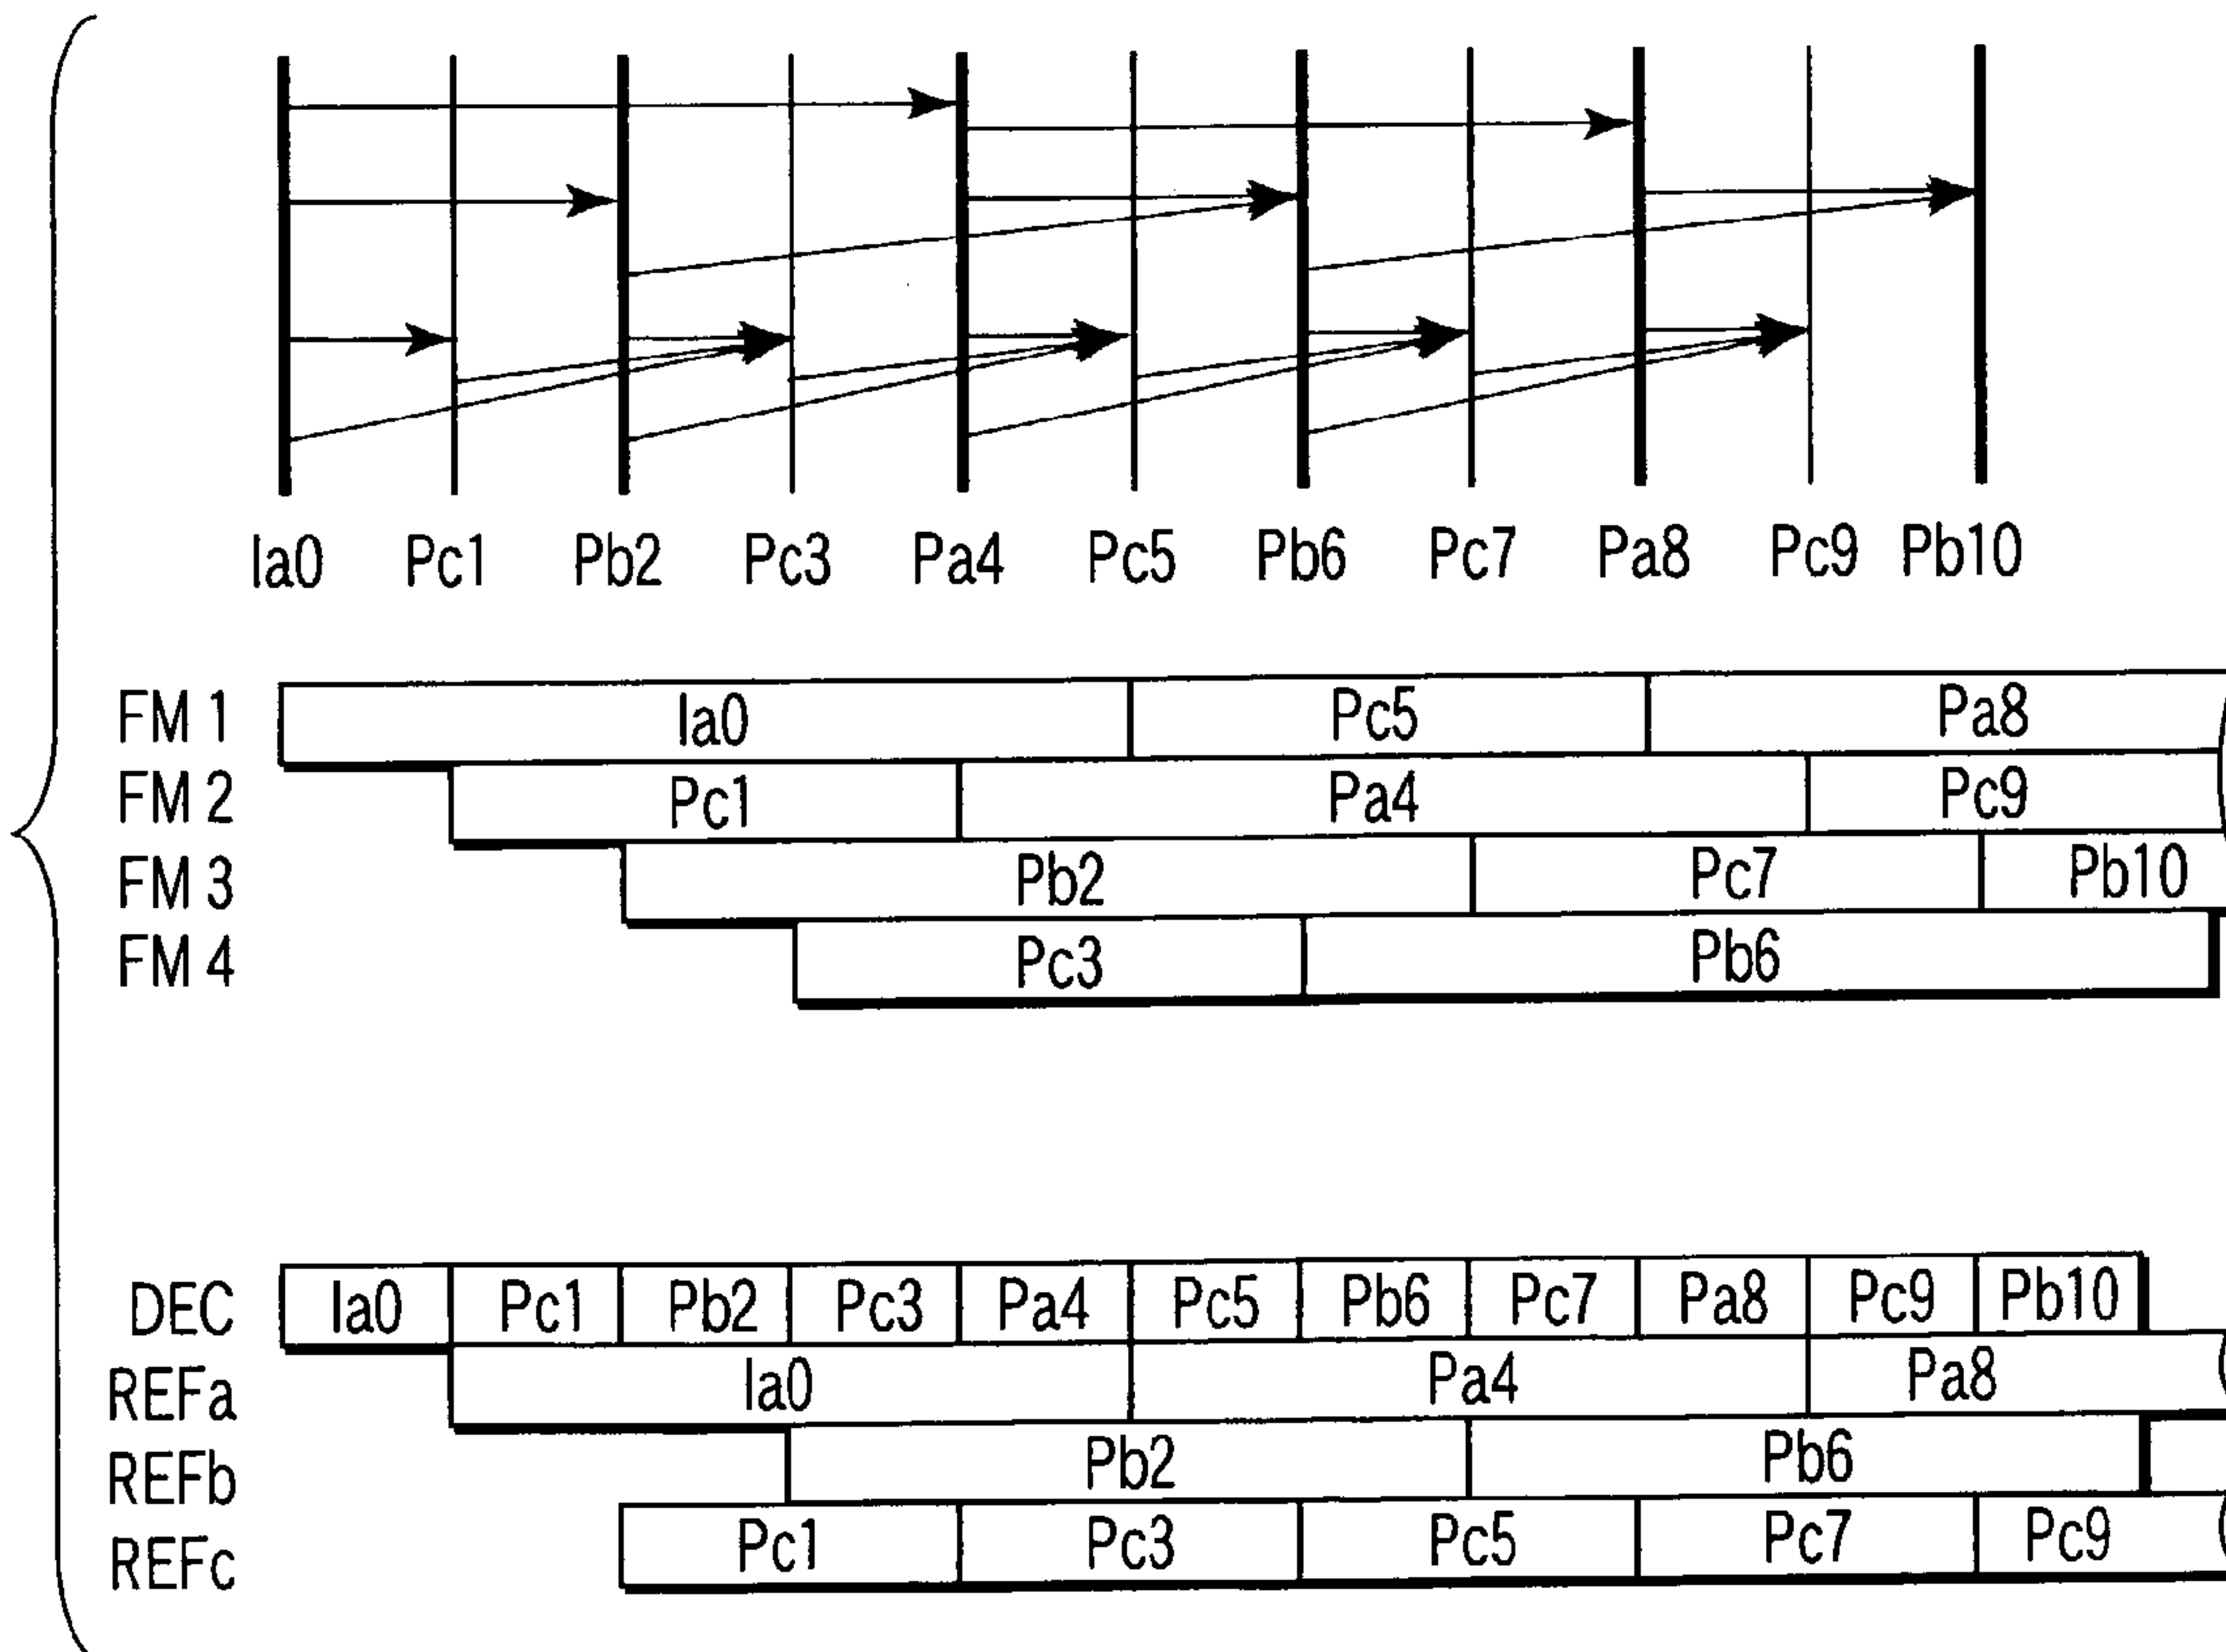 Ia0 Pc1 Pb2 Pc3 Pa4 Pc5 Pb6 Pc7 Pa8 Pc9 Pb10
FM 1 Ia0 Pc5 Pa8
FM 2 Pc1 Pa4 Pc9
FM 3 Pb2 Pc7 Pb10
FM 4 Pc3 Pb6
DEC Ia0 Pc1 Pb2 Pc3 Pa4 Pc5 Pb6 Pc7 Pa8 Pc9 Pb10
REFa Ia0 Pa4 Pa8
REFb Pb2 Pb6
REFc Pc1 Pc3 Pc5 Pc7 Pc9